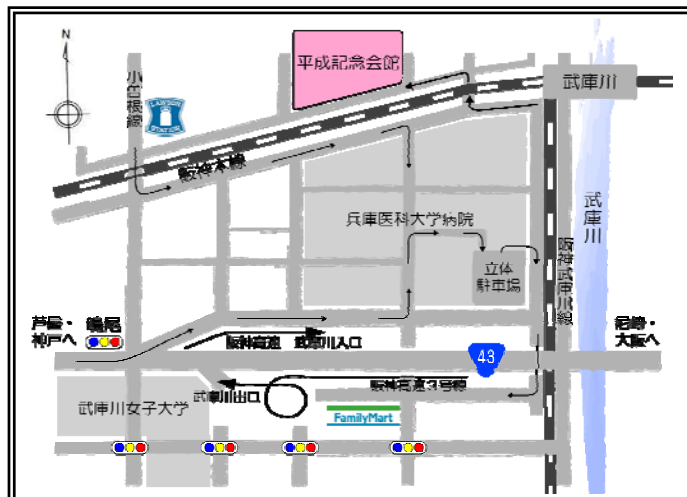 N
平成記念会館
武庫川
小曽根線
LAWSON
STATION
阪神本線
兵庫医科大学病院
武庫川
立体
駐車場
阪神武庫川線
芦屋・
神戸へ
鳴尾
阪神高速 武庫川入口
43
尼崎・
大阪へ
阪神高速3号線
武庫川女子大学
武庫川出口
FamilyMart